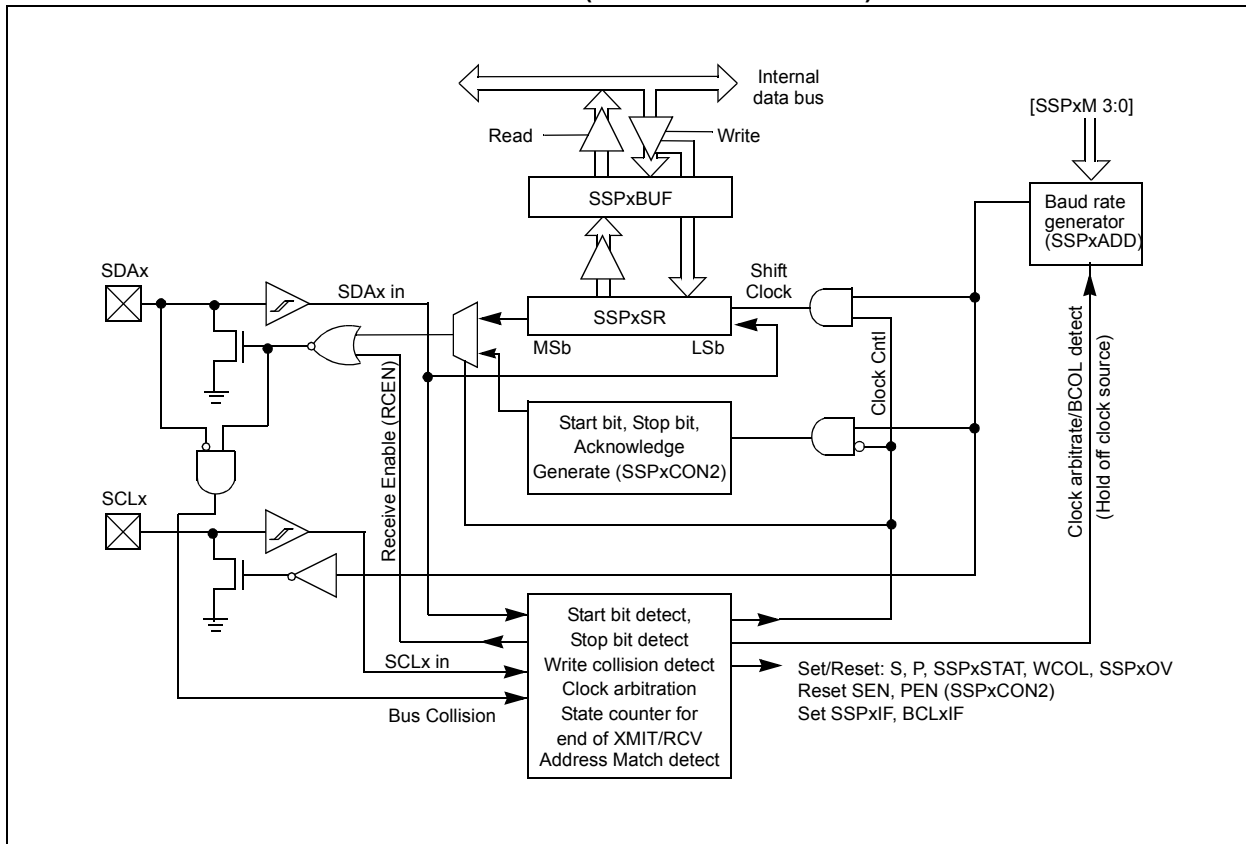 Internal
data bus
[SSPxM 3:0]
Read
Write
SSPxBUF
Baud rate
generator
(SSPxADD)
SDAx
SDAx in
Shift
Clock
SSPxSR
MSb
LSb
Clock Cntl
Receive Enable (RCEN)
Start bit, Stop bit,
Acknowledge
Generate (SSPxCON2)
Clock arbitrate/BCOL detect
(Hold off clock source)
SCLx
SCLx in
Bus Collision
Start bit detect,
Stop bit detect
Write collision detect
Clock arbitration
State counter for
end of XMIT/RCV
Address Match detect
Set/Reset: S, P, SSPxSTAT, WCOL, SSPxOV
Reset SEN, PEN (SSPxCON2)
Set SSPxIF, BCLxIF